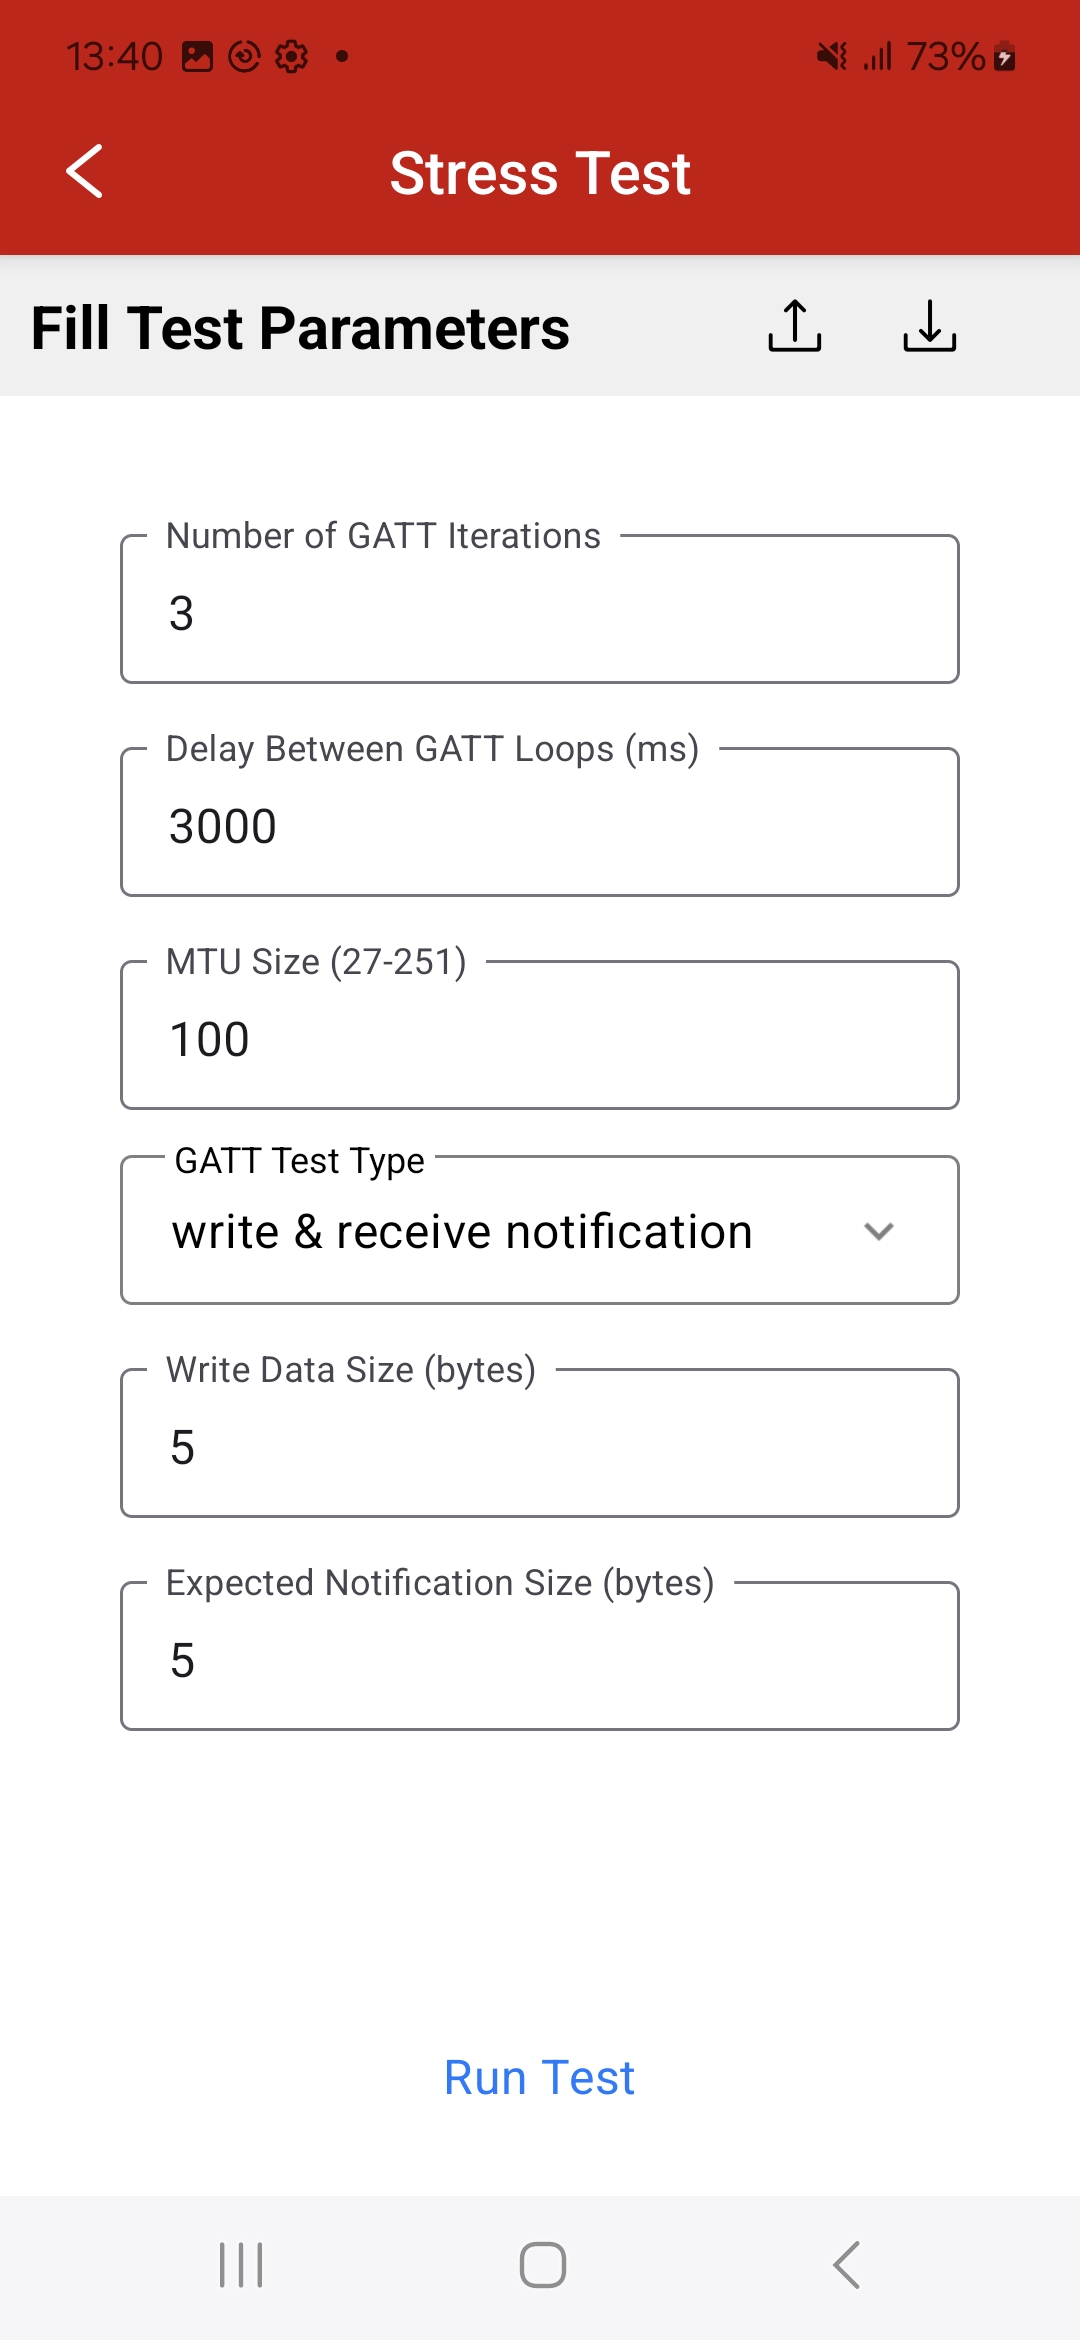 13:40 73%
Stress Test
Fill Test Parameters
Number of GATT Iterations
3
Delay Between GATT Loops (ms)
3000
MTU Size (27-251)
100
GATT Test Type
write & receive notification
Write Data Size (bytes)
5
Expected Notification Size (bytes)
5
Run Test